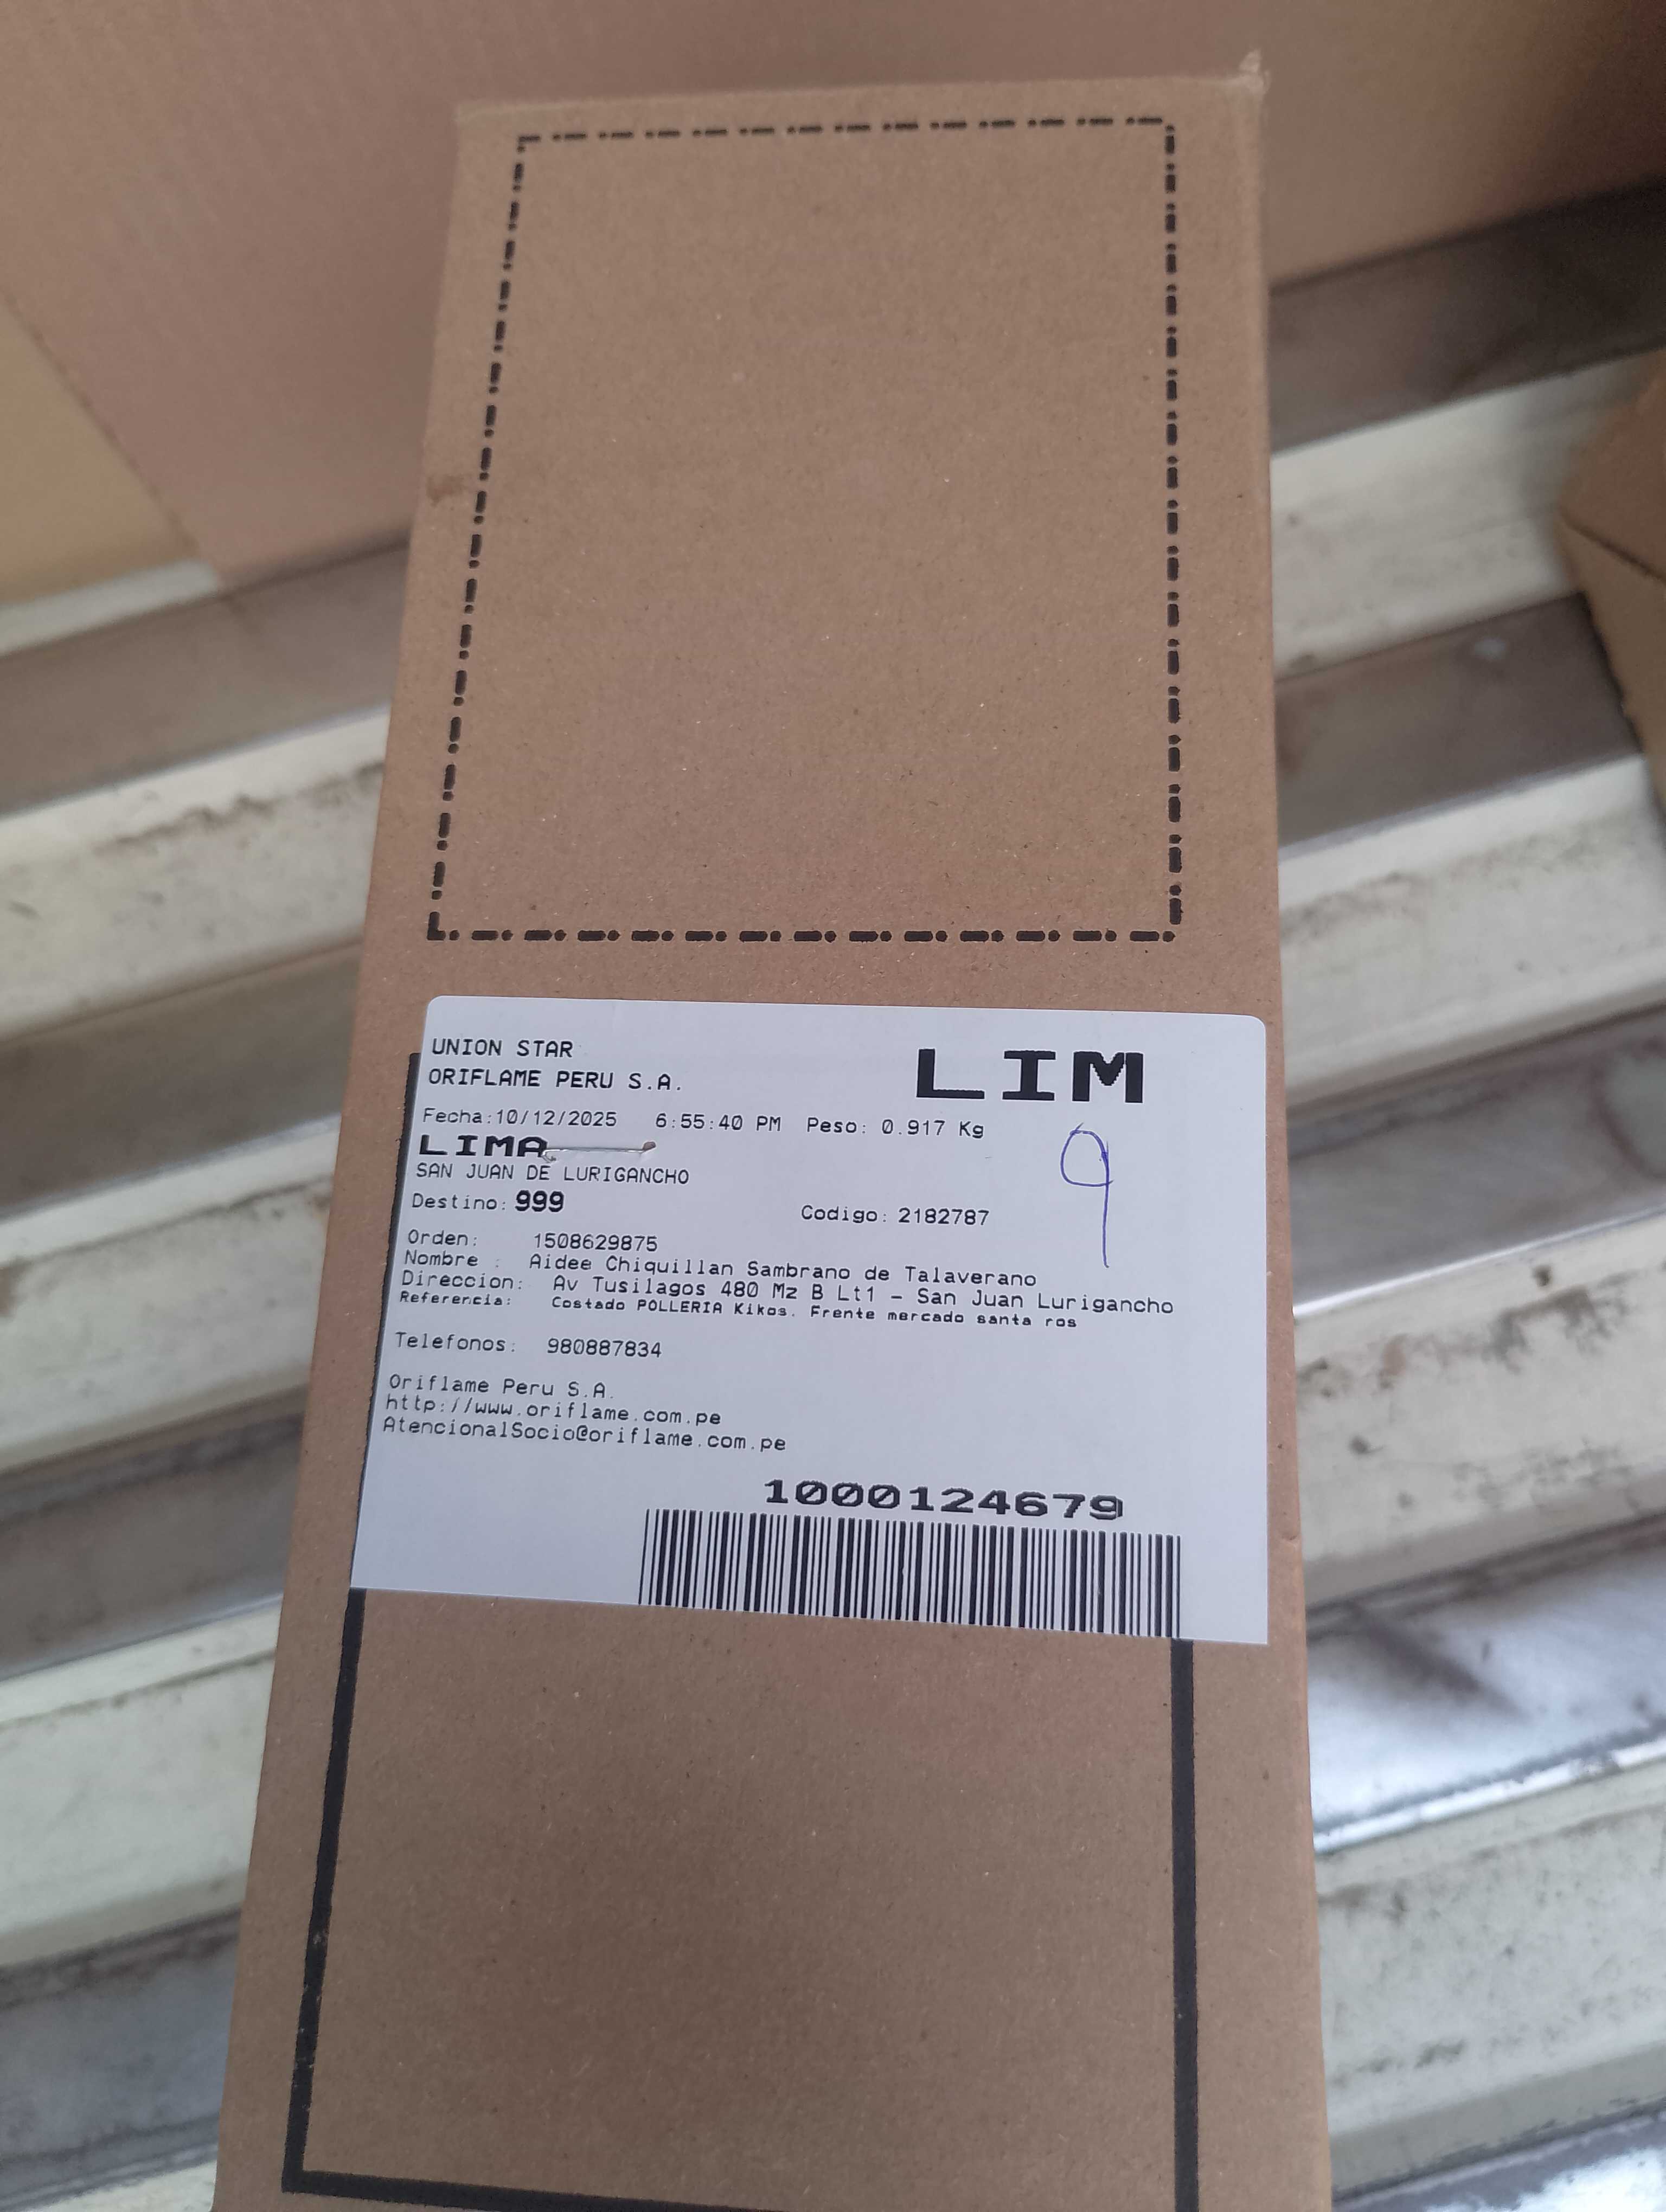 UNION STAR
LIM
ORIFLAME PERU S.A.
Fecha:10/12/2025 6:55:40 PM Peso: 0.917 Kg
LIMA
9
SAN JUAN DE LURIGANCHO
Destino: 999
Codigo: 2182787
Orden: 1508629875
Nombre : Aidee Chiquillan Sambrano de Talaverano
Direccion: Av Tusilagos 480 Mz B Lt1 - San Juan Lurigancho
Referencia: Costado POLLERIA Kikos. Frente mercado santa ros
Telefonos: 980887834
Oriflame Peru S.A.
http://www.oriflame.com.pe
AtencionalSocio@oriflame.com.pe
1000124679